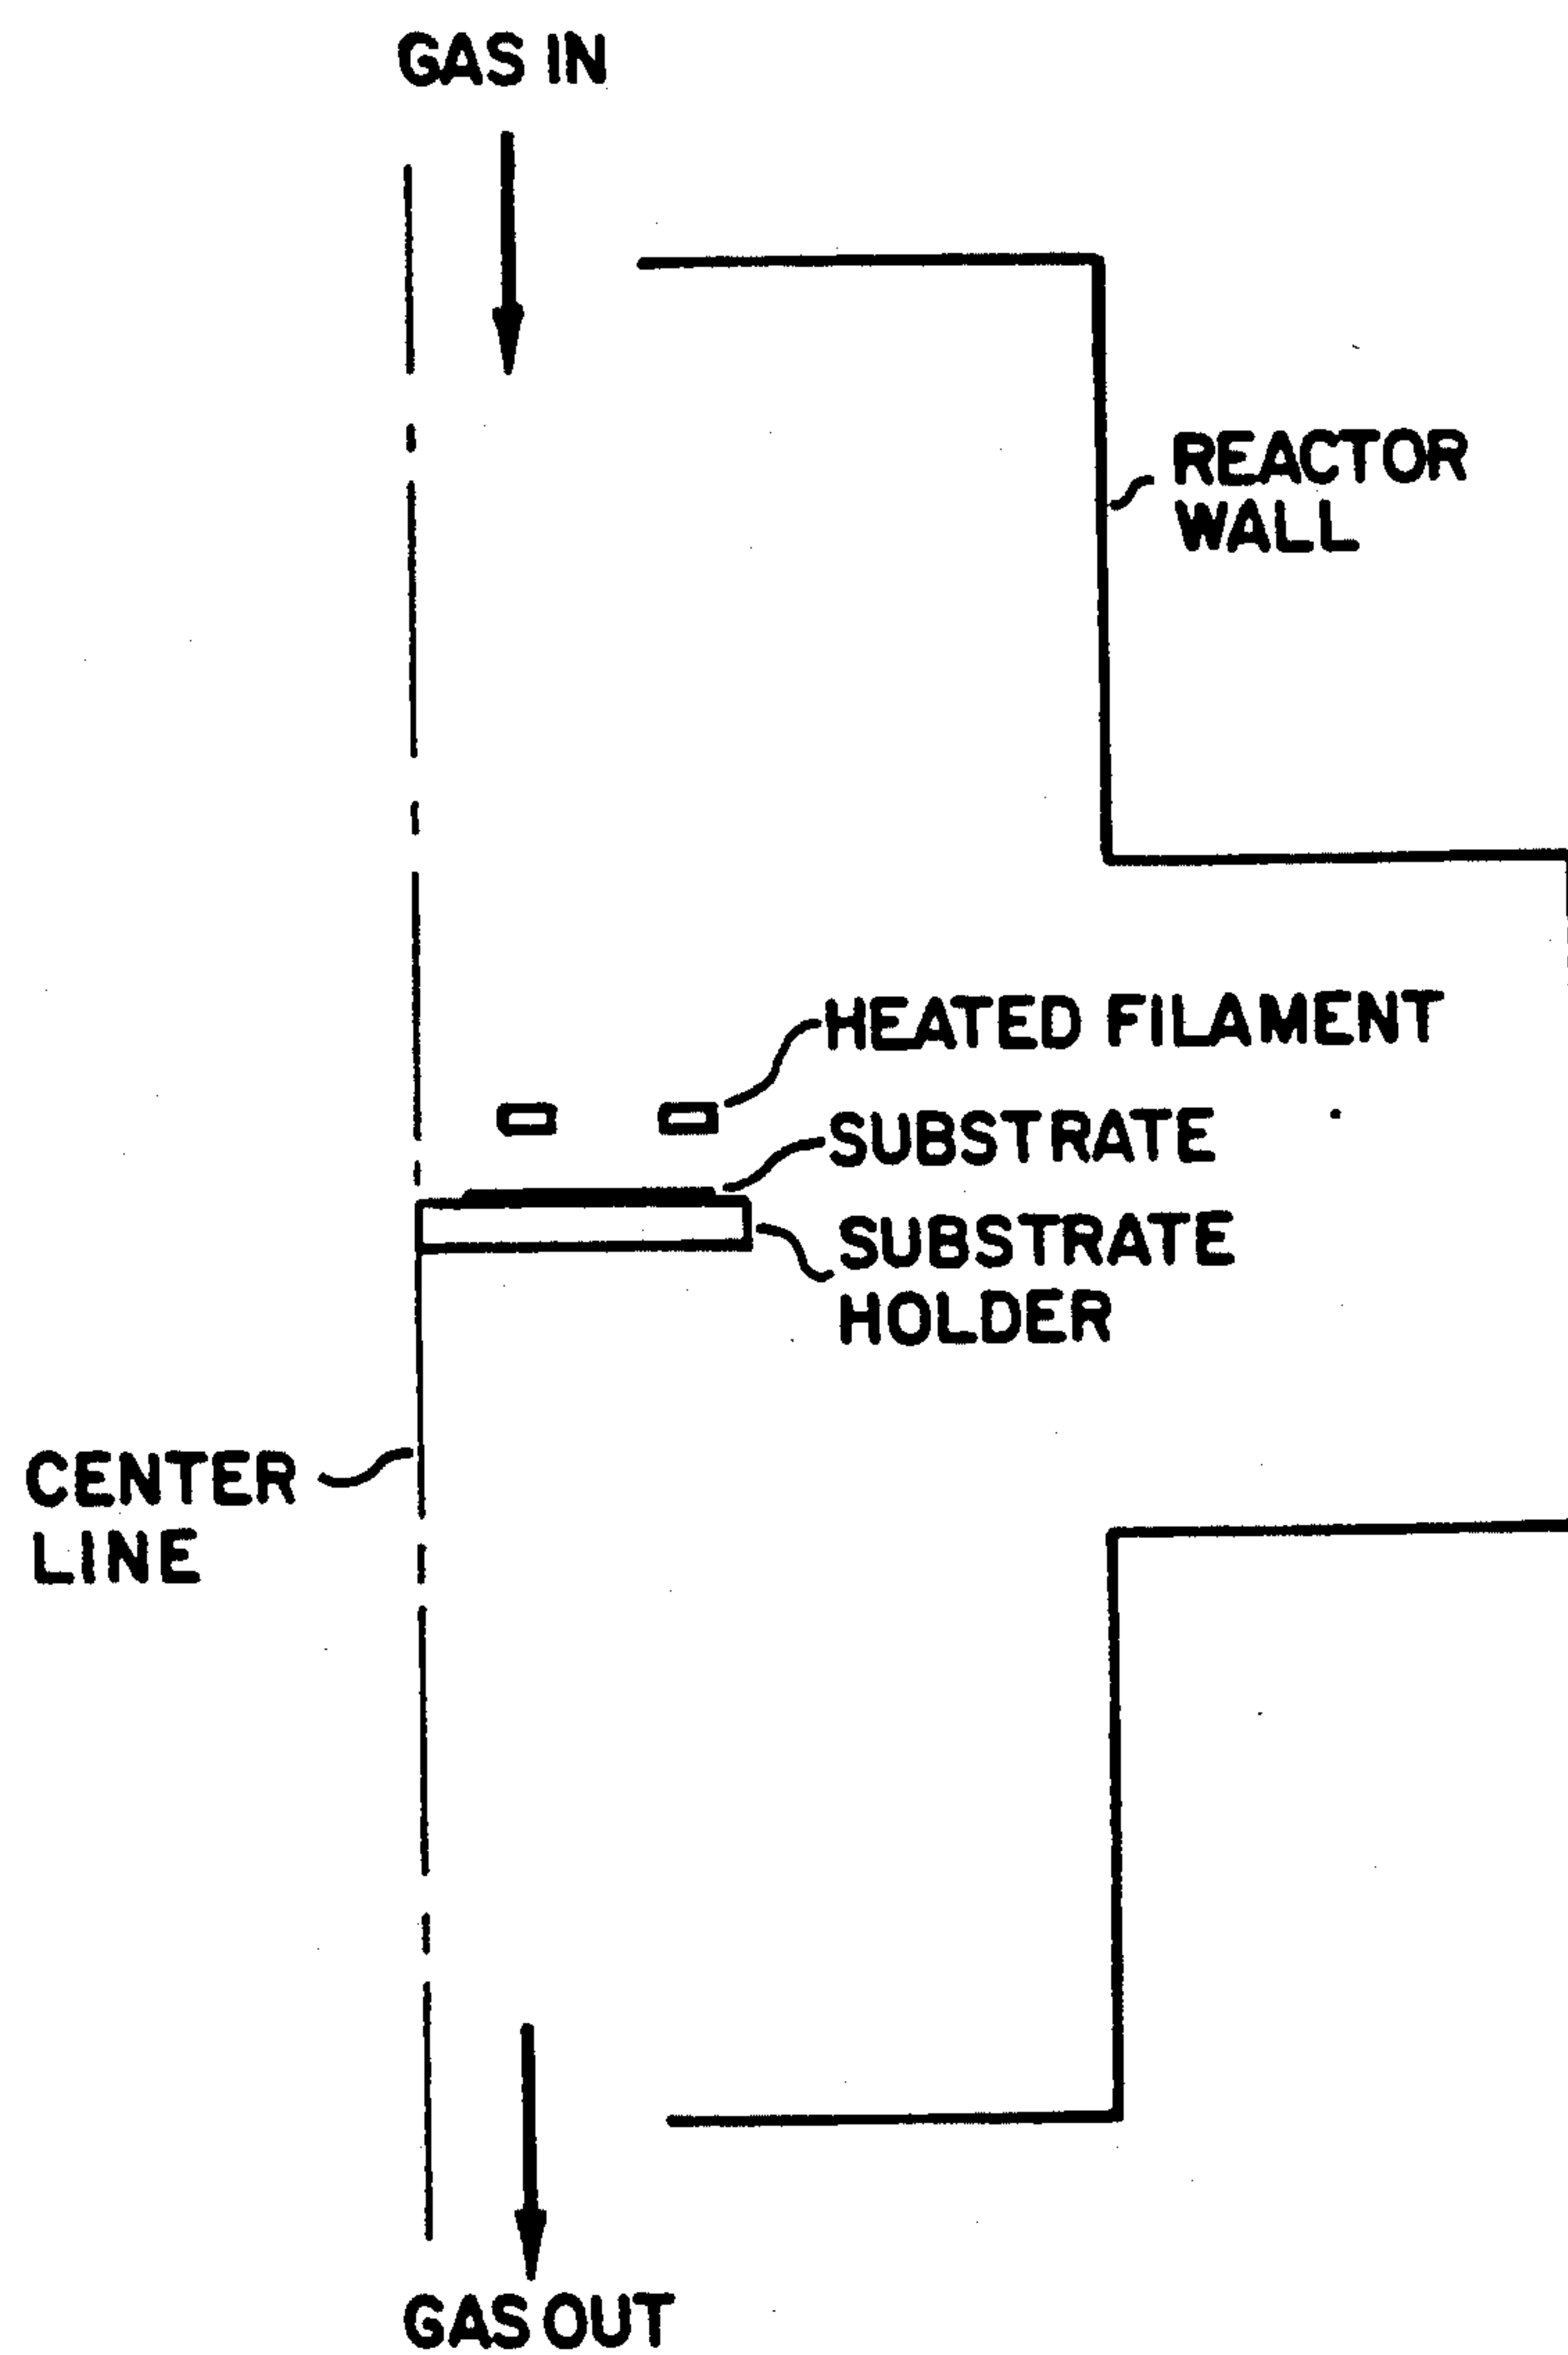 GAS IN
REACTOR
WALL
HEATED FILAMENT
SUBSTRATE
SUBSTRATE
HOLDER
CENTER
LINE
GAS OUT